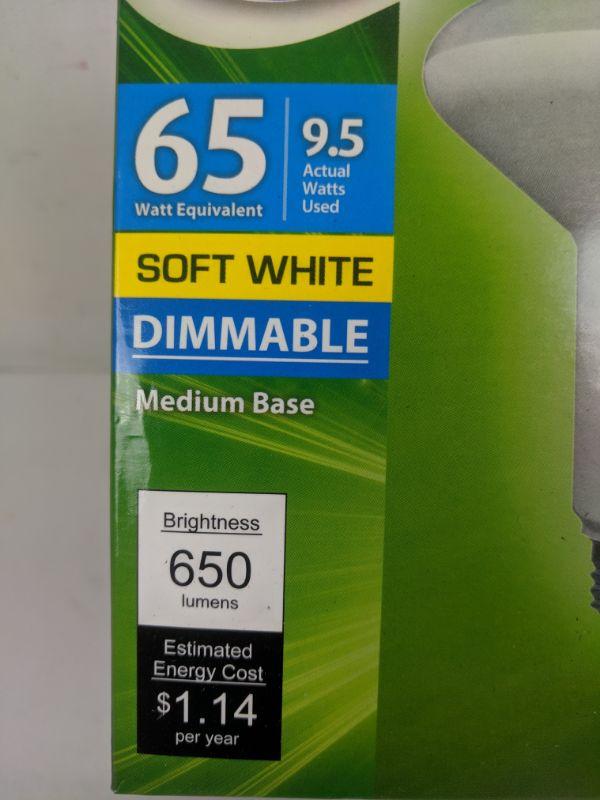 65
Watt Equivalent
9.5
Actual
Watts
Used
SOFT WHITE
DIMMABLE
Medium Base
Brightness
650
lumens
Estimated
Energy Cost
$1.14
per year